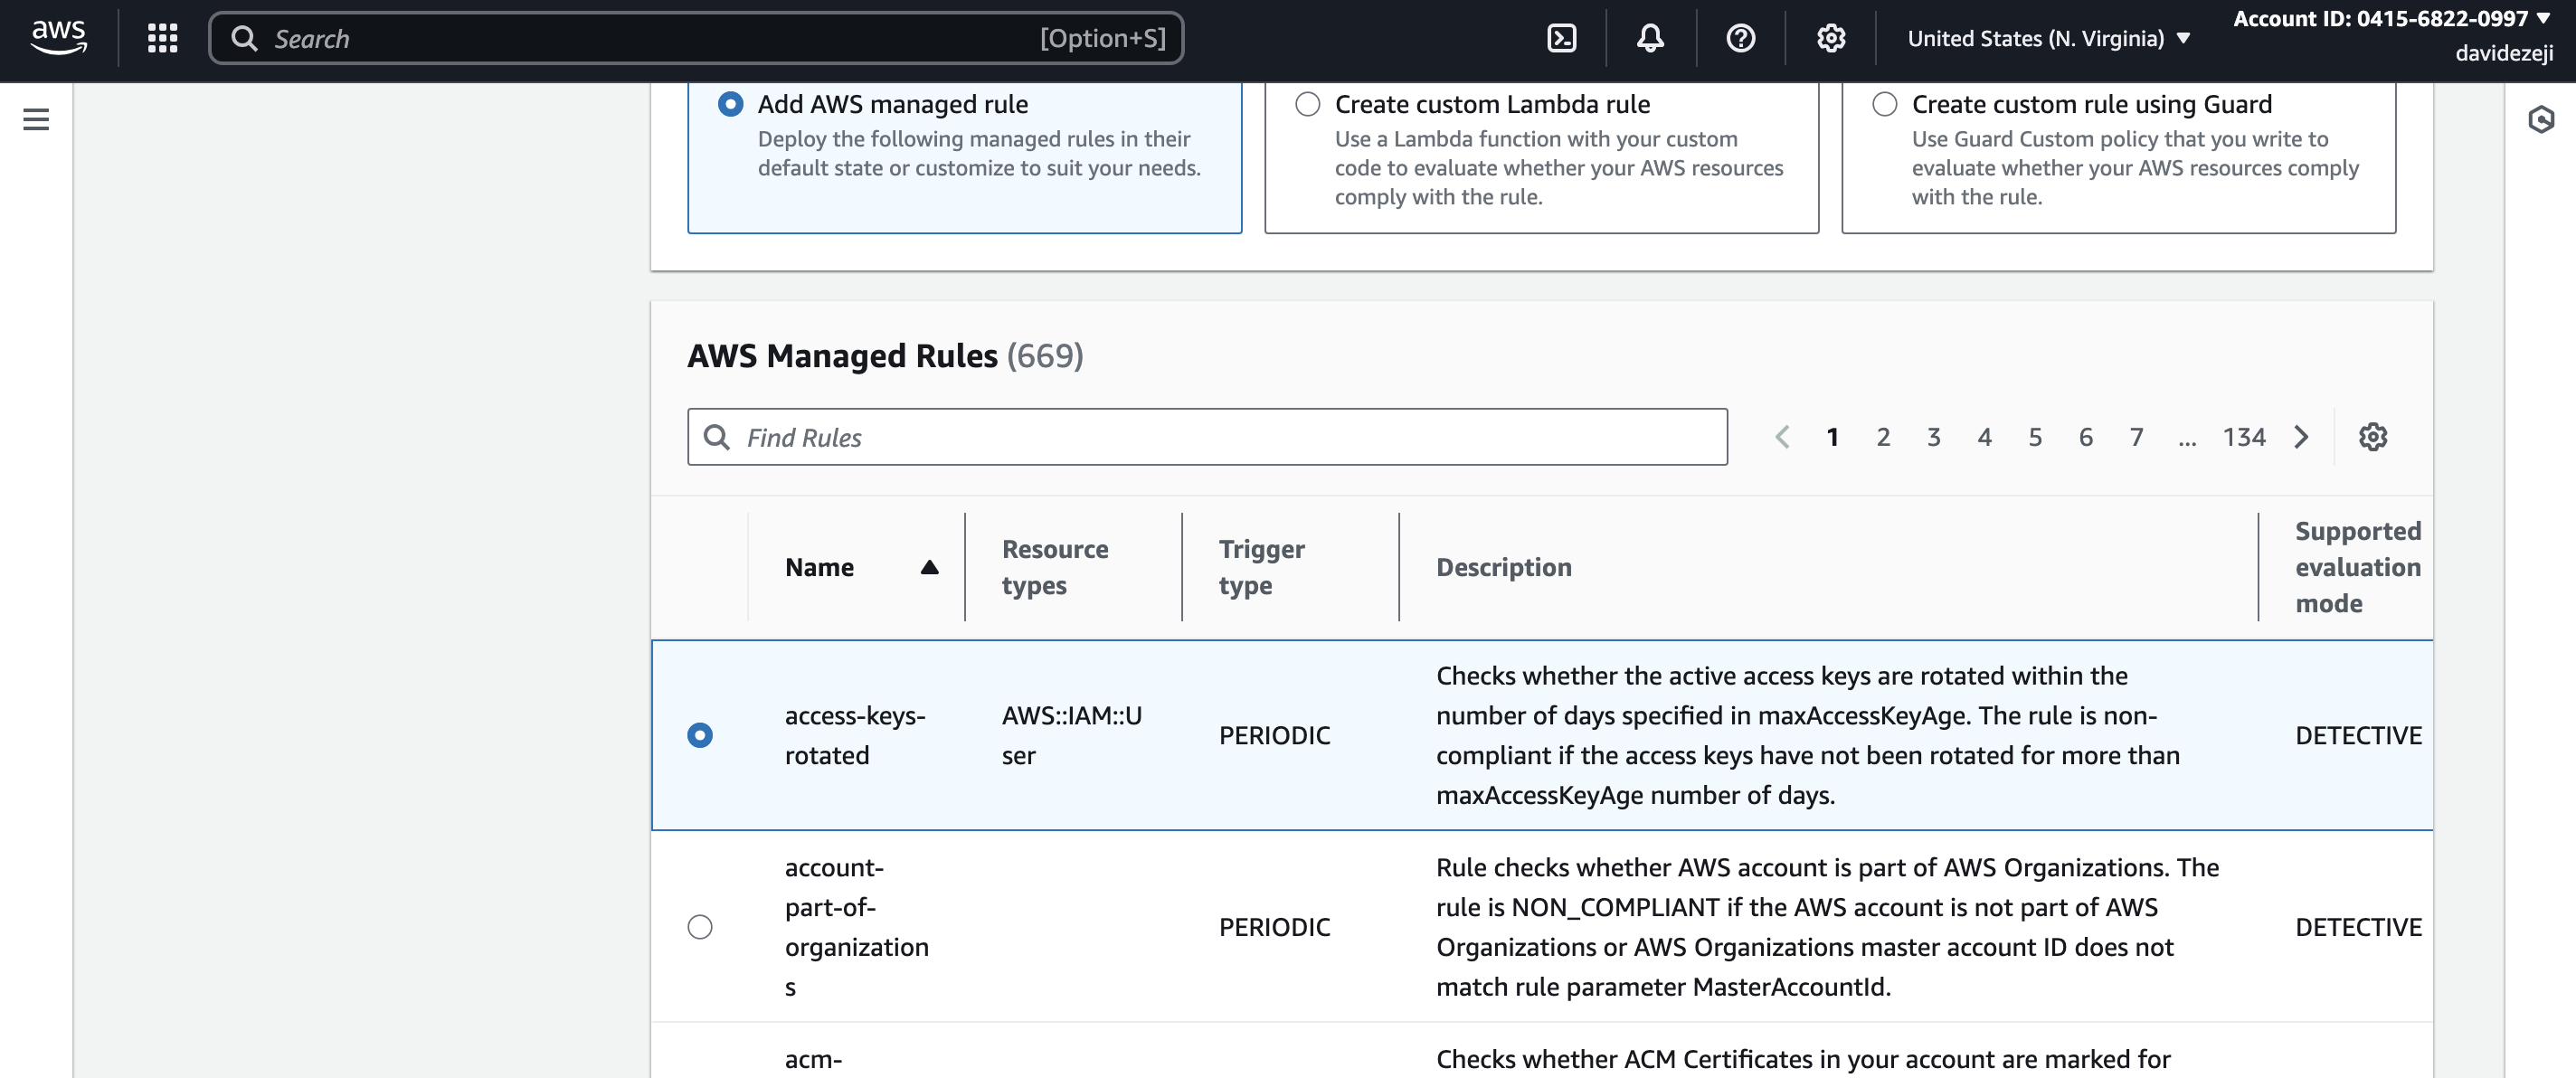 aws
Search
[Option+S]
United States (N. Virginia)
Account ID: 0415-6822-0997
davidezeji
Add AWS managed rule
Deploy the following managed rules in their
default state or customize to suit your needs.
Create custom Lambda rule
Use a Lambda function with your custom
code to evaluate whether your AWS resources
comply with the rule.
Create custom rule using Guard
Use Guard Custom policy that you write to
evaluate whether your AWS resources comply
with the rule.
AWS Managed Rules (669)
Find Rules
1 2 3 4 5 6 7 ... 134
Name
Resource
types
Trigger
type
Description
Supported
evaluation
mode
access-keys-
rotated
AWS::IAM::U
ser
PERIODIC
Checks whether the active access keys are rotated within the
number of days specified in maxAccessKeyAge. The rule is non-
compliant if the access keys have not been rotated for more than
maxAccessKeyAge number of days.
DETECTIVE
account-
part-of-
organization
s
PERIODIC
Rule checks whether AWS account is part of AWS Organizations. The
rule is NON_COMPLIANT if the AWS account is not part of AWS
Organizations or AWS Organizations master account ID does not
match rule parameter MasterAccountId.
DETECTIVE
acm-
Checks whether ACM Certificates in your account are marked for